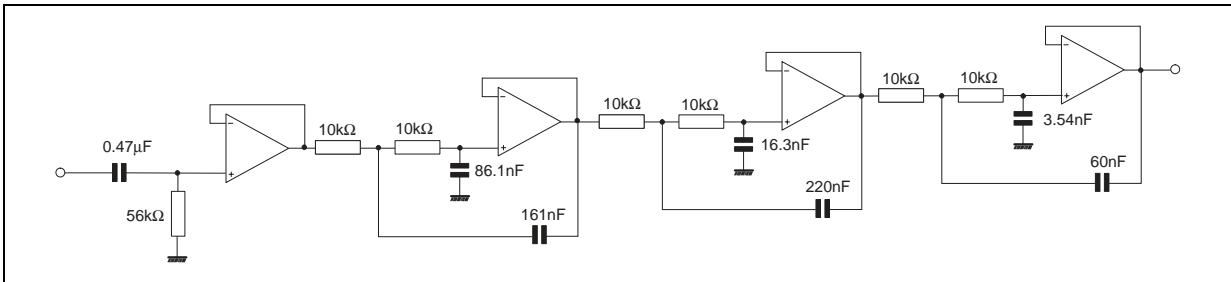 0.47μF
56kΩ
−
+
10kΩ
10kΩ
86.1nF
161nF
−
+
10kΩ
10kΩ
16.3nF
220nF
−
+
10kΩ
10kΩ
3.54nF
60nF
−
+